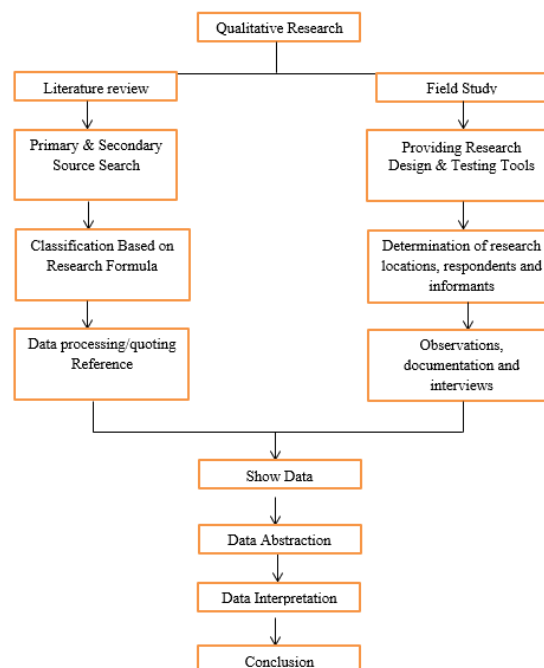 Qualitative Research
Literature review
Field Study
Primary & Secondary
Source Search
Providing Research
Design & Testing Tools
Classification Based on
Research Formula
Determination of research
locations, respondents and
informants
Data processing/quoting
Reference
Observations,
documentation and
interviews
Show Data
Data Abstraction
Data Interpretation
Conclusion